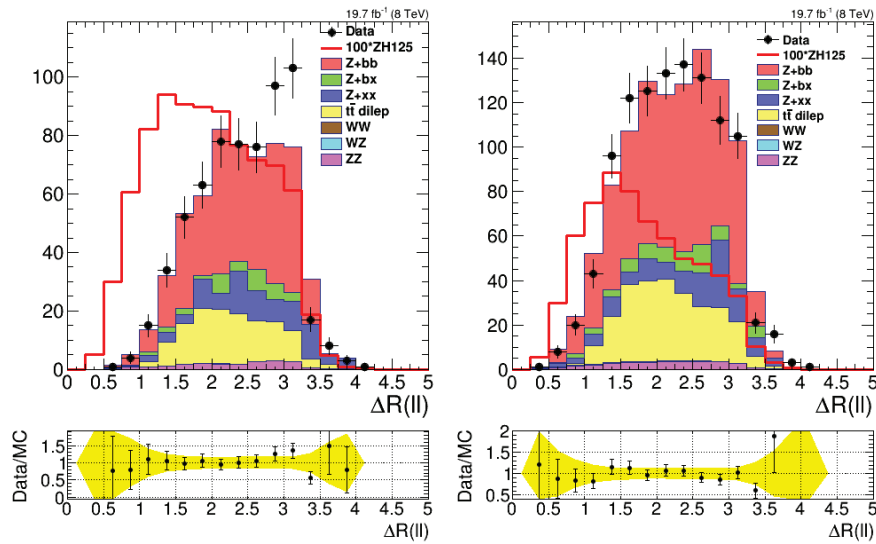 19.7 fb⁻¹ (8 TeV)
Data
100*ZH125
Z+bb
Z+bx
Z+xx
tt̄ dilep
WW
WZ
ZZ
100
80
60
40
20
0
0 0.5 1 1.5 2 2.5 3 3.5 4 4.5 5
ΔR(ll)
Data/MC
1.5
1
0.5
0
0 0.5 1 1.5 2 2.5 3 3.5 4 4.5 5
ΔR(ll)
19.7 fb⁻¹ (8 TeV)
Data
100*ZH125
Z+bb
Z+bx
Z+xx
tt̄ dilep
WW
WZ
ZZ
140
120
100
80
60
40
20
0
0 0.5 1 1.5 2 2.5 3 3.5 4 4.5 5
ΔR(ll)
Data/MC
2
1.5
1
0.5
0 0.5 1 1.5 2 2.5 3 3.5 4 4.5 5
ΔR(ll)